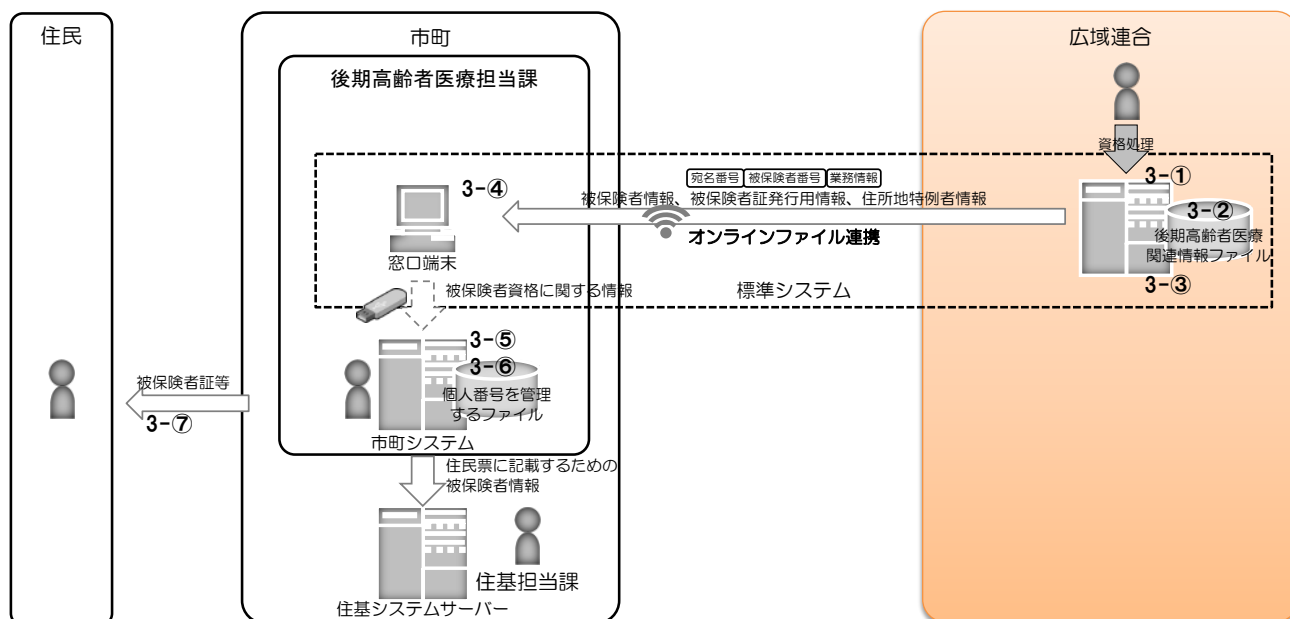 住民
市町
広域連合
後期高齢者医療担当課
資格処理
宛名番号 被保険者番号 業務情報
3-①
3-④
被保険者情報、被保険者証発行用情報、住所地特例者情報
3-②
オンラインファイル連携
後期高齢者医療
関連情報ファイル
窓口端末
3-③
被保険者資格に関する情報
標準システム
3-⑤
3-⑥
被保険者証等
個人番号を管理
するファイル
3-⑦
市町システム
住民票に記載するための
被保険者情報
住基担当課
住基システムサーバー